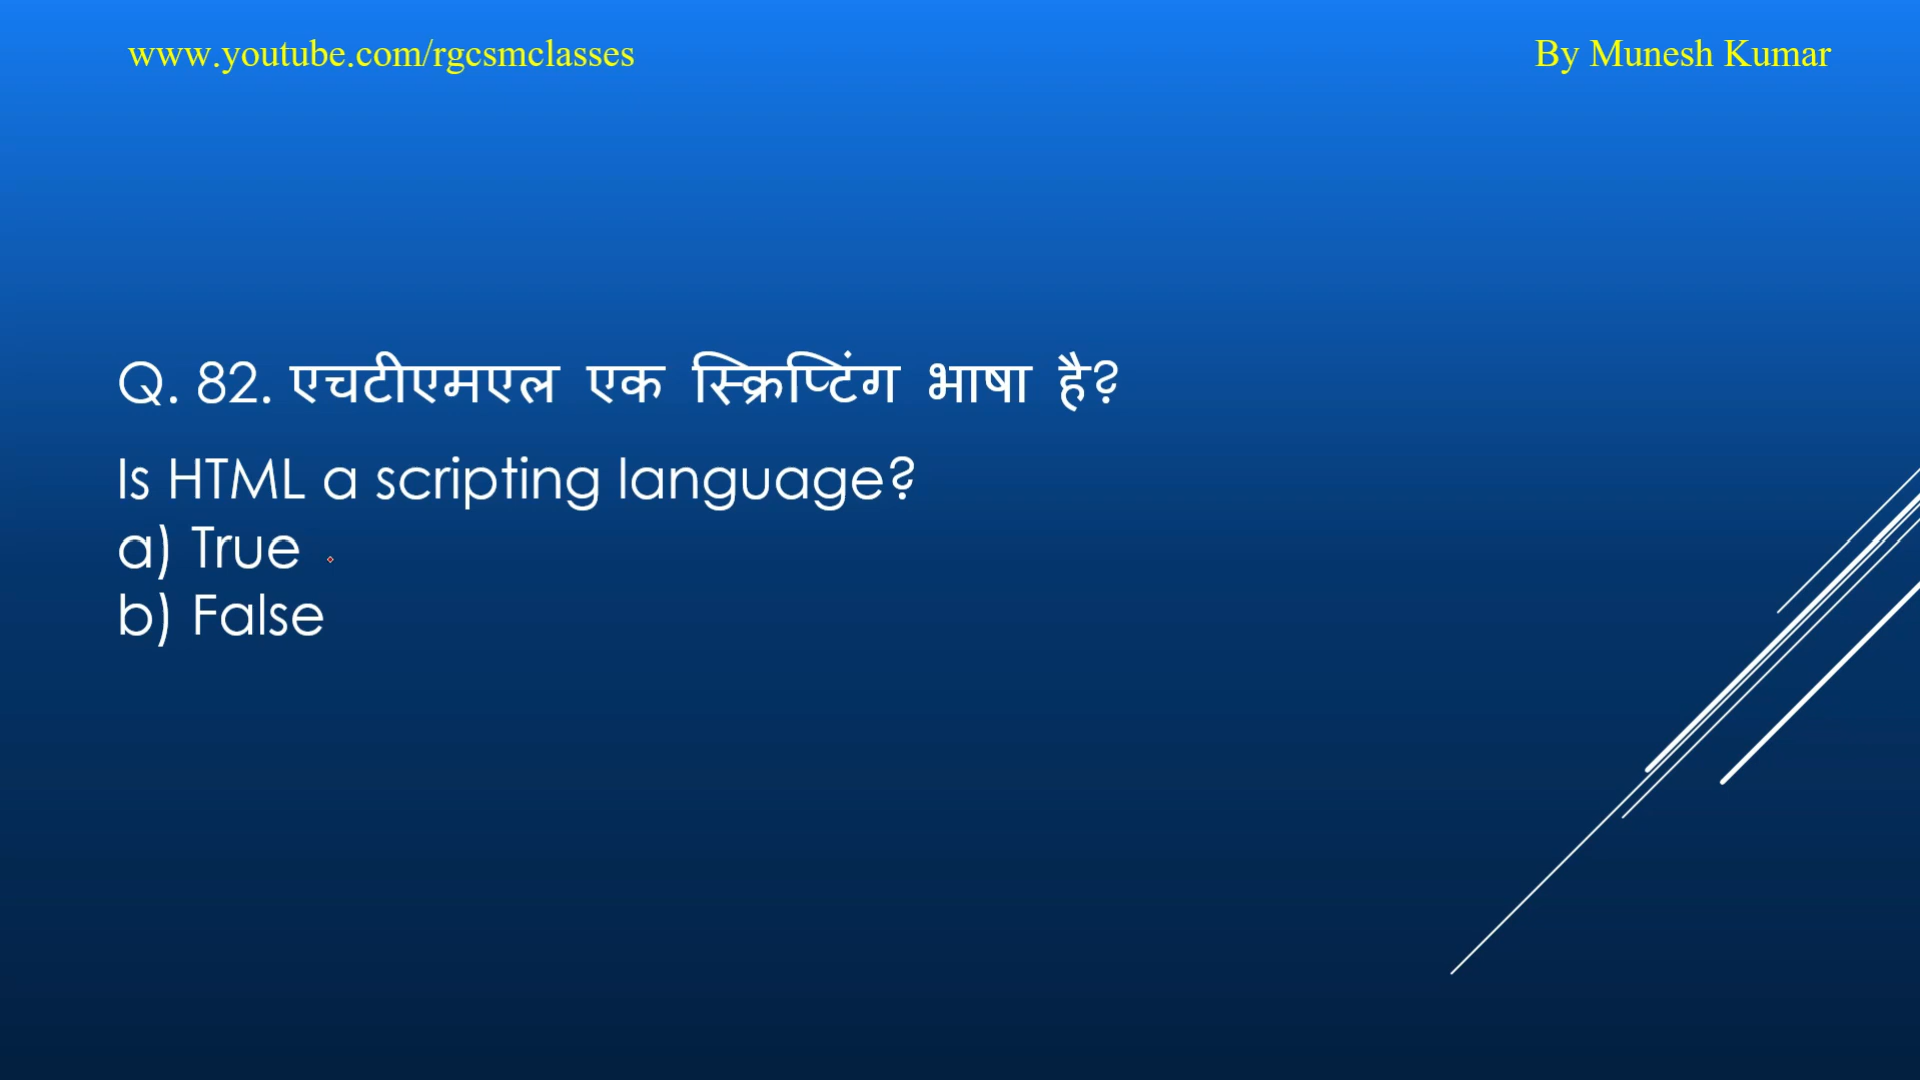 www.youtube.com/rgcsmclasses
By Munesh Kumar
Q. 82. एचटीएमएल एक स्क्रिप्टिंग भाषा है?
Is HTML a scripting language?
a) True
b) False